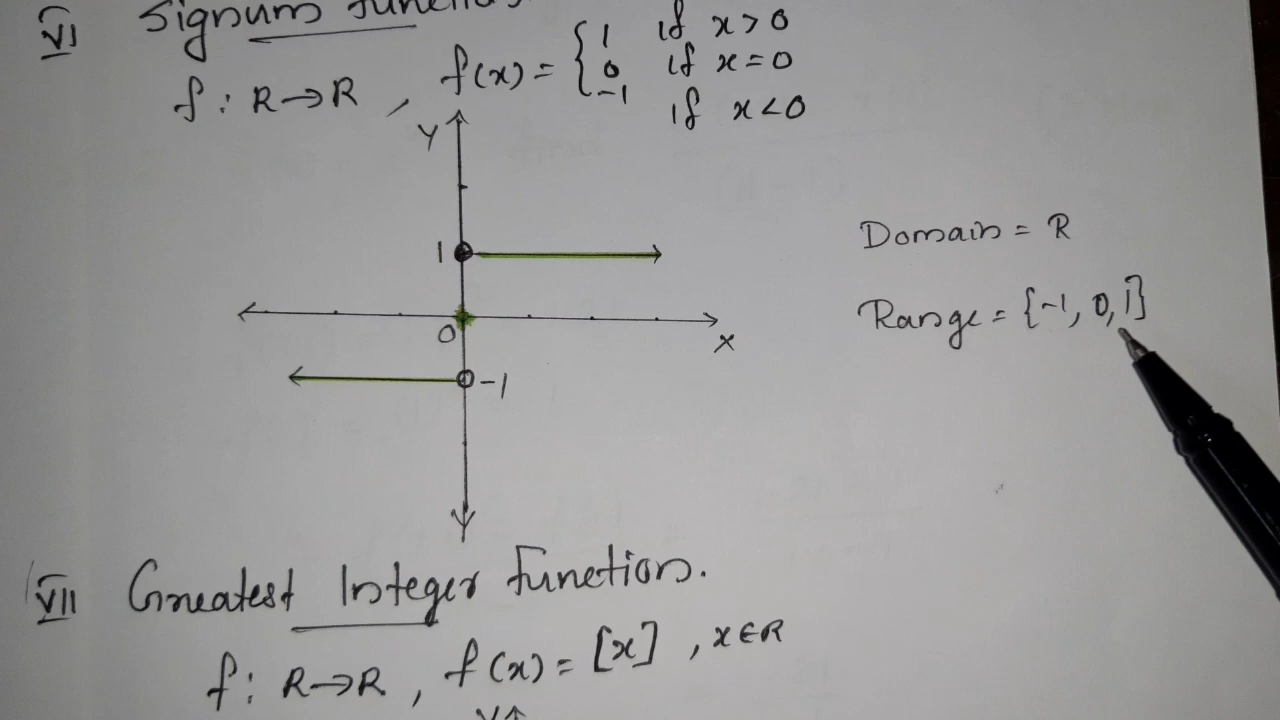 VI Signum function
f : R→R , f(x) = { 1 if x > 0
0 if x = 0
-1 if x < 0
Y
1
0
X
-1
Y
Domain = R
Range = {-1, 0, 1}
VII Greatest Integer Function.
f : R→R , f(x) = [x] , x∈R
Y